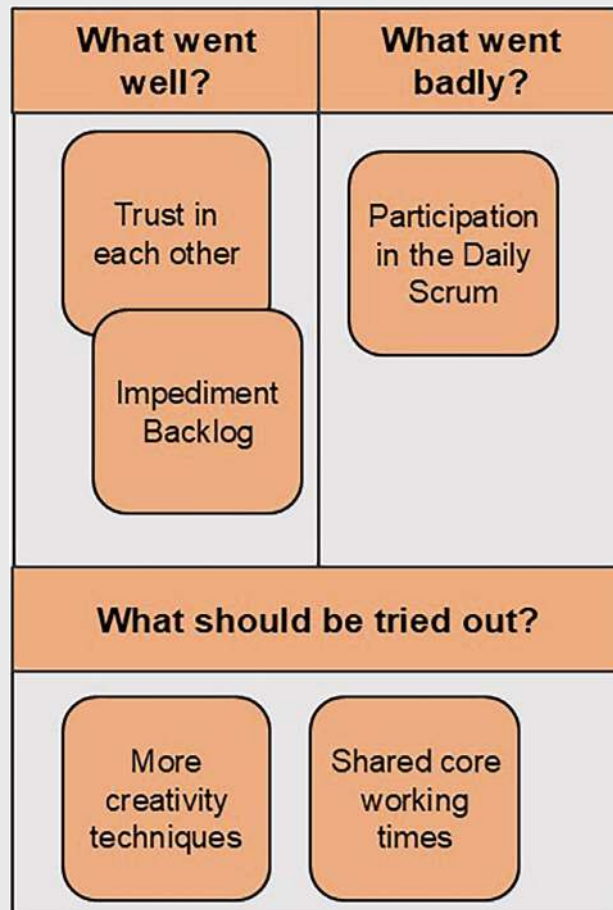 What went
well?
What went
badly?
Trust in
each other
Impediment
Backlog
Participation
in the Daily
Scrum
What should be tried out?
More
creativity
techniques
Shared core
working
times